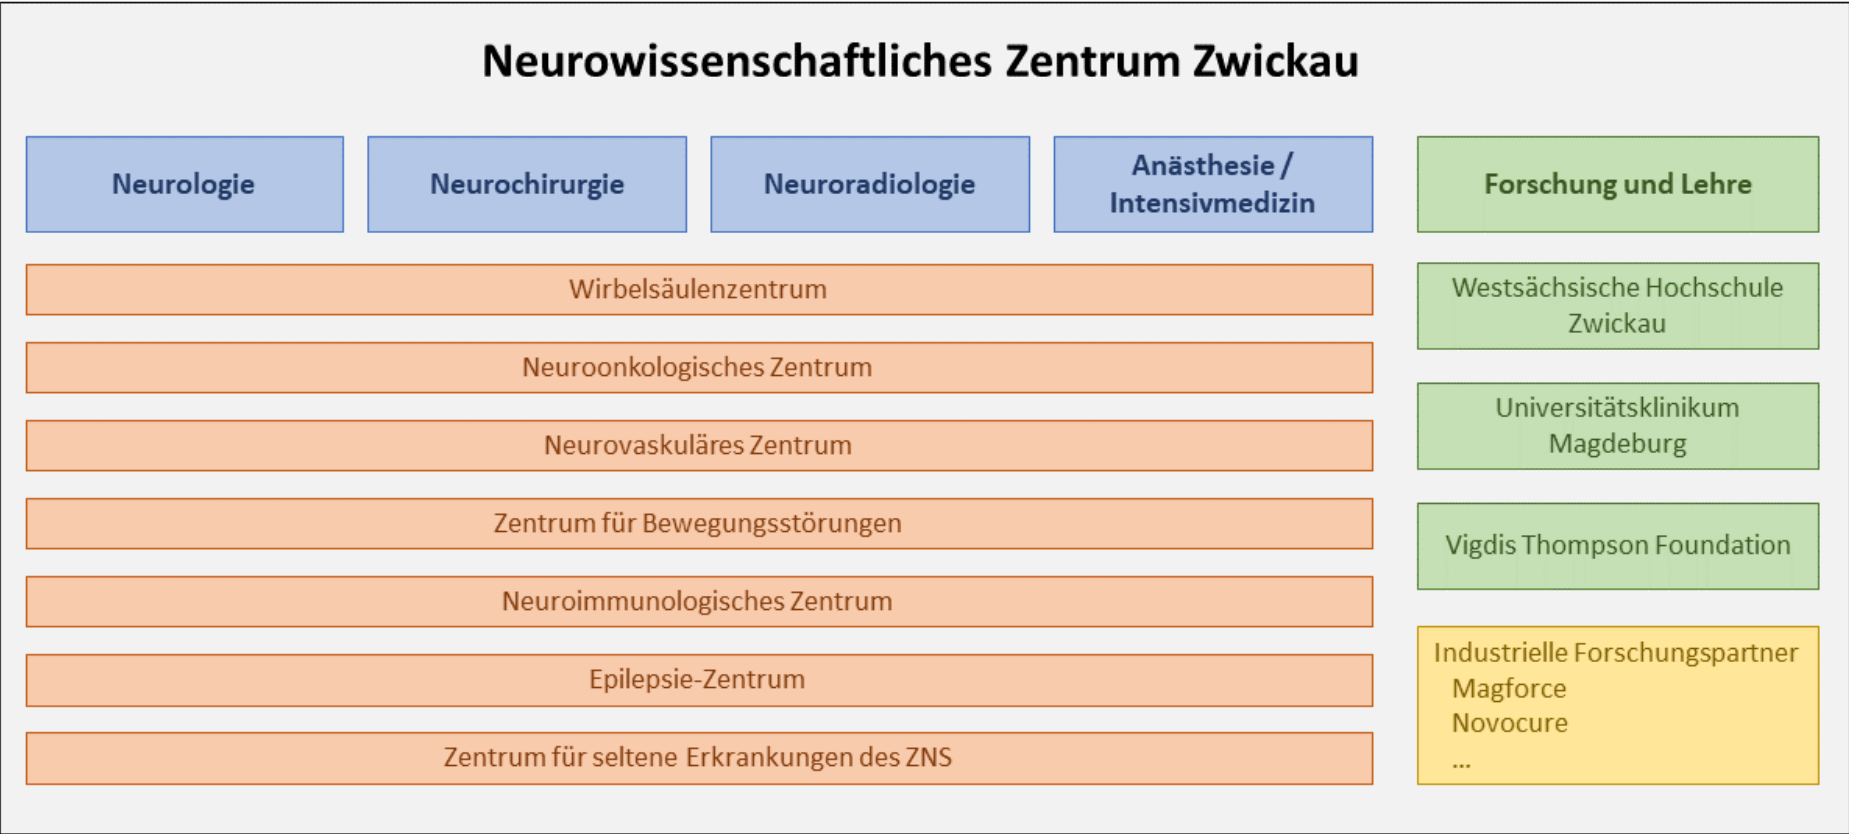 Neurowissenschaftliches Zentrum Zwickau
Neurologie
Neurochirurgie
Neuroradiologie
Anästhesie /
Intensivmedizin
Forschung und Lehre
Wirbelsäulenzentrum
Neuroonkologisches Zentrum
Neurovaskuläres Zentrum
Zentrum für Bewegungsstörungen
Neuroimmunologisches Zentrum
Epilepsie-Zentrum
Zentrum für seltene Erkrankungen des ZNS
Westsächsische Hochschule
Zwickau
Universitätsklinikum
Magdeburg
Vigdis Thompson Foundation
Industrielle Forschungspartner
Magforce
Novocure
...